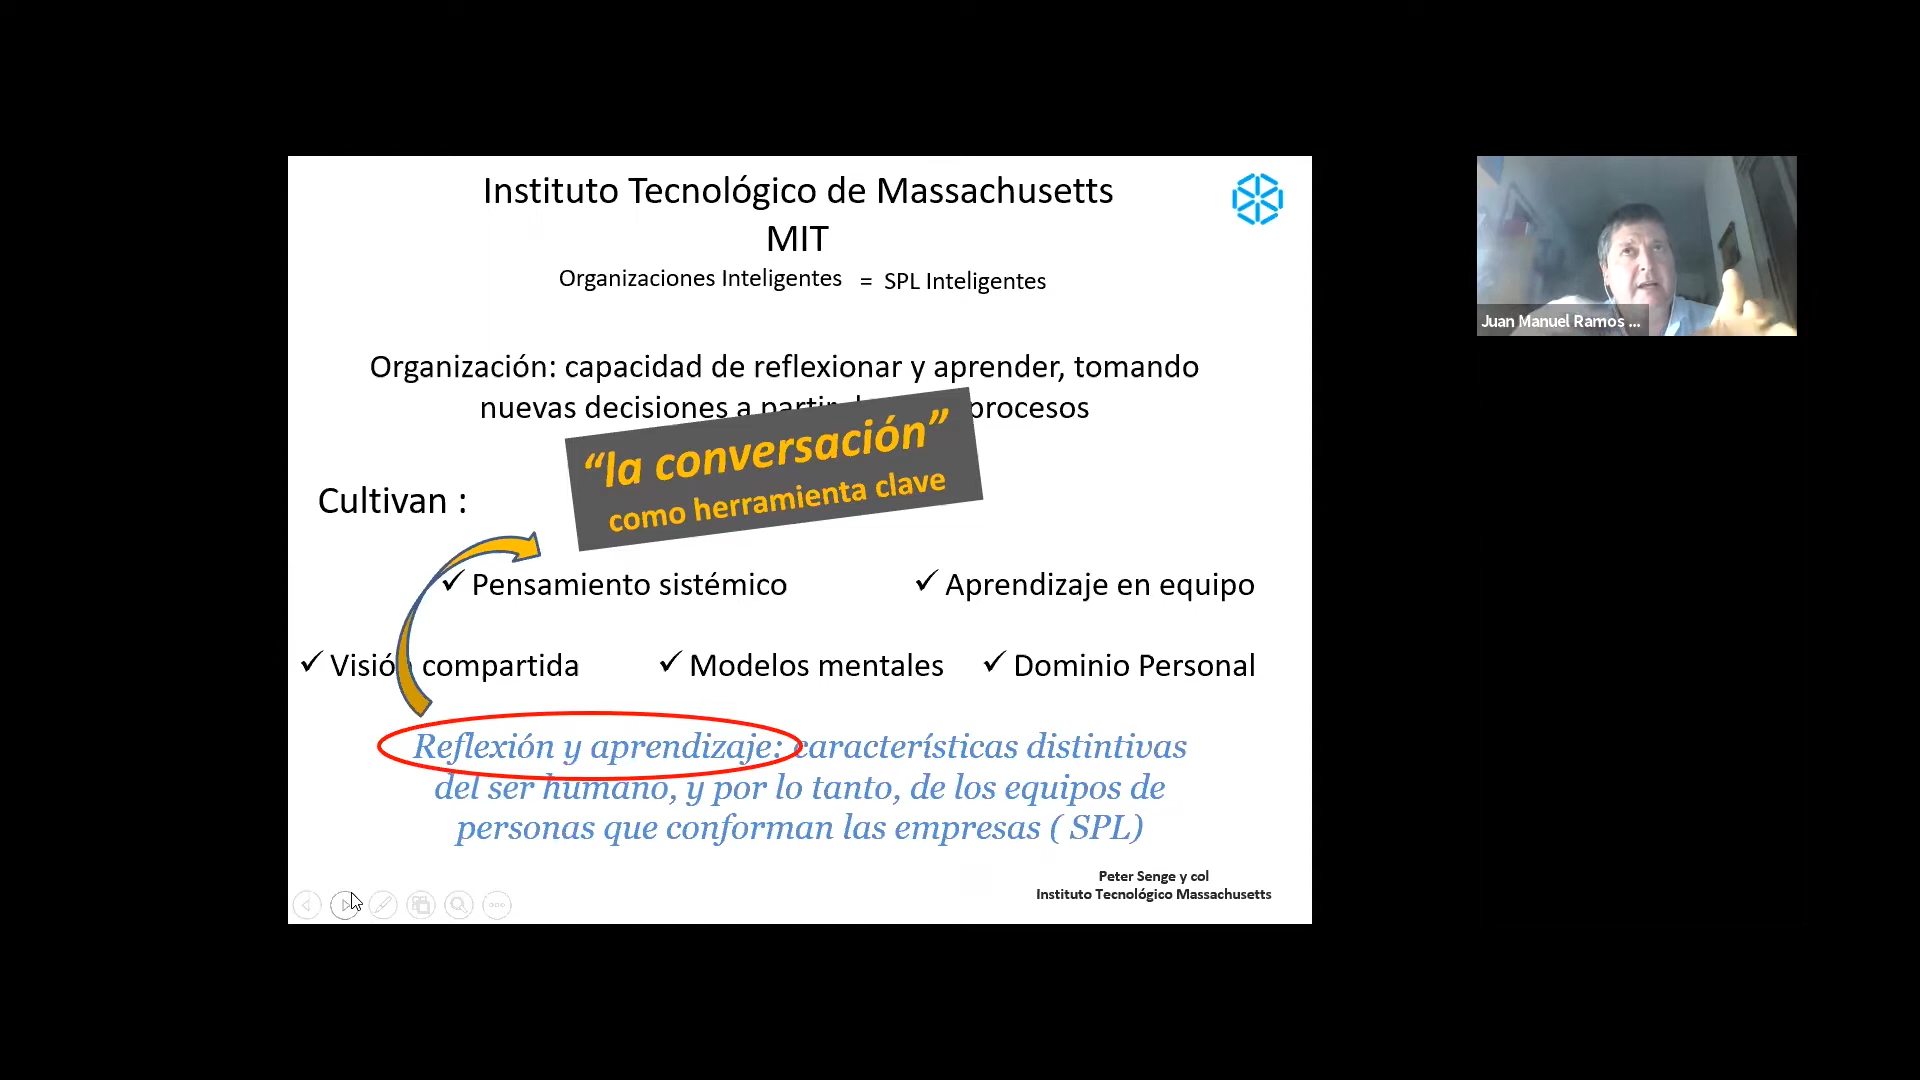 Instituto Tecnológico de Massachusetts
MIT
Organizaciones Inteligentes = SPL Inteligentes
Organización: capacidad de reflexionar y aprender, tomando
nuevas decisiones a partir procesos
“la conversación”
como herramienta clave
Cultivan :
✓ Pensamiento sistémico
✓ Aprendizaje en equipo
✓ Visión compartida
✓ Modelos mentales
✓ Dominio Personal
Reflexión y aprendizaje: características distintivas
del ser humano, y por lo tanto, de los equipos de
personas que conforman las empresas ( SPL)
Peter Senge y col
Instituto Tecnológico Massachusetts
Juan Manuel Ramos ...